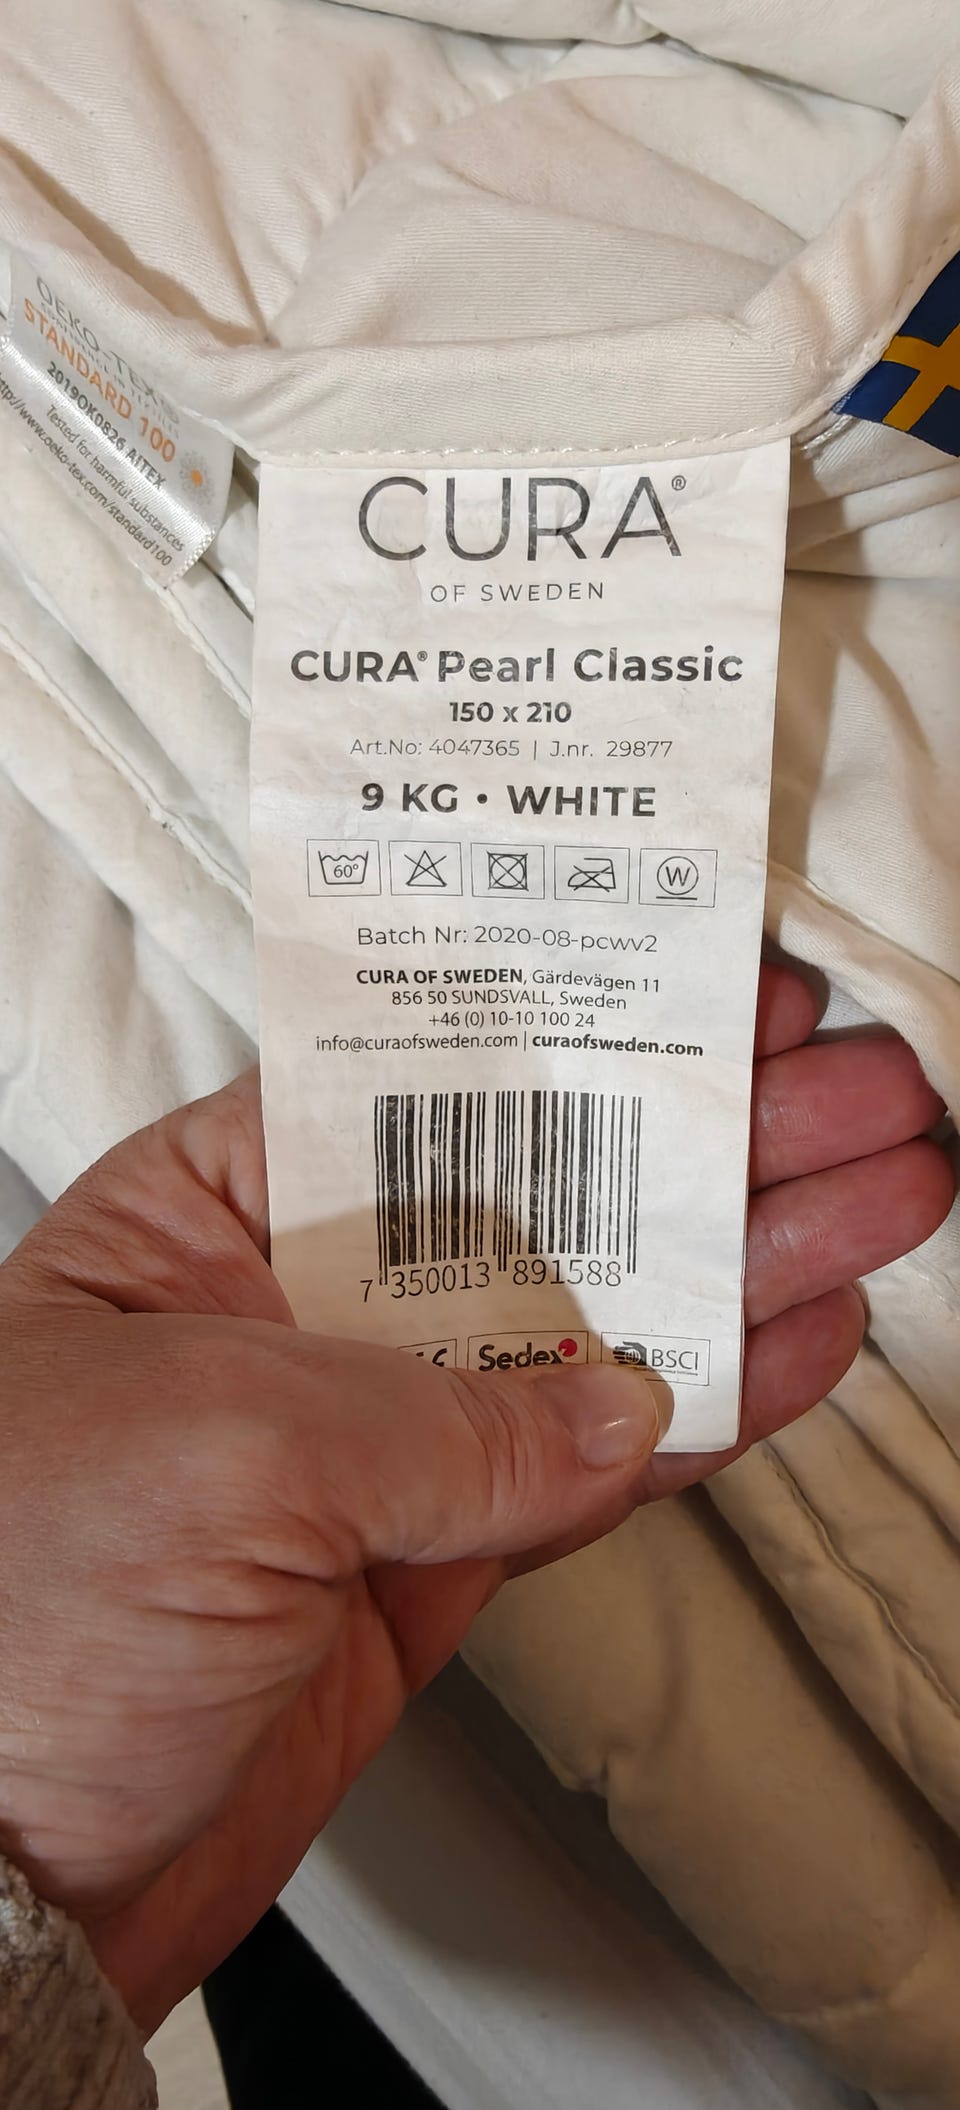 OEKO-TEX®
CONFIDENCE IN TEXTILES
STANDARD 100
2019OK0826 AITEX
Tested for harmful substances
http://www.oeko-tex.com/standard100
CURA®
OF SWEDEN
CURA® Pearl Classic
150 x 210
Art.No: 4047365 | J.nr. 29877
9 KG • WHITE
60°
W
Batch Nr: 2020-08-pcwv2
CURA OF SWEDEN, Gärdevägen 11
856 50 SUNDSVALL, Sweden
+46 (0) 10-10 100 24
info@curaofsweden.com | curaofsweden.com
7 350013 891588
Sedex
BSCI